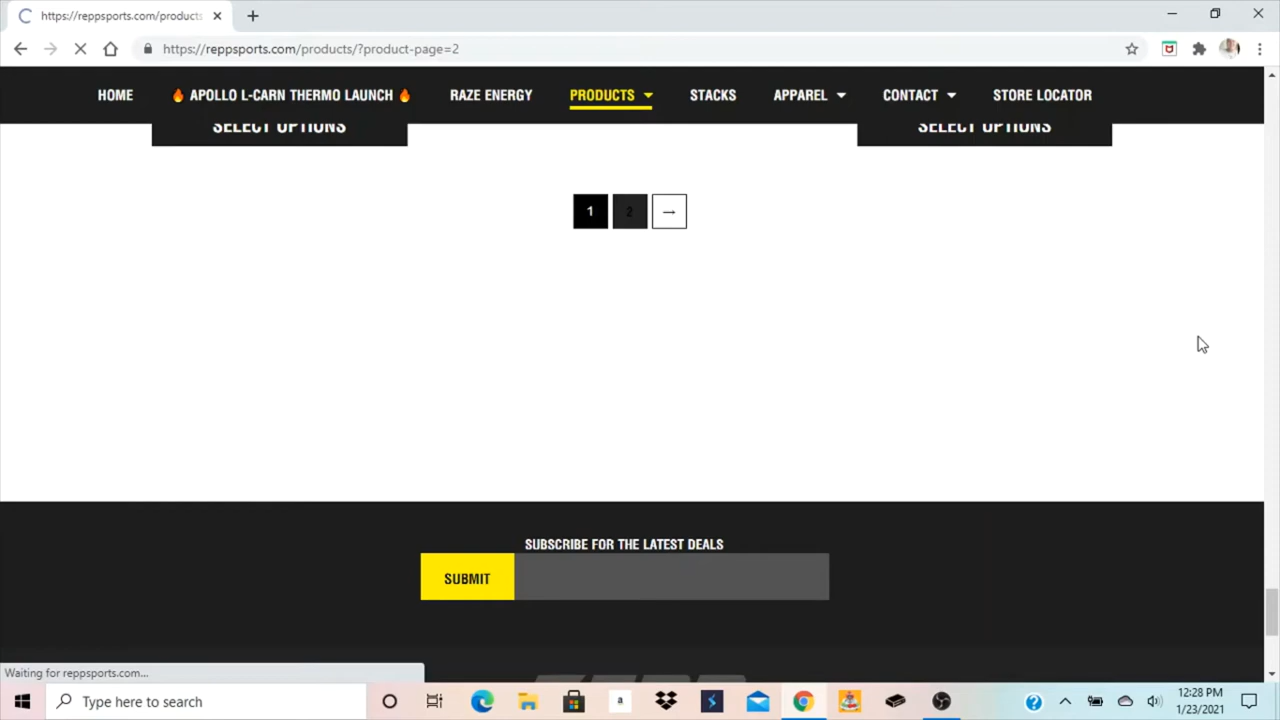 https://reppsports.com/products
https://reppsports.com/products/?product-page=2
HOME
APOLLO L-CARN THERMO LAUNCH
RAZE ENERGY
PRODUCTS
STACKS
APPAREL
CONTACT
STORE LOCATOR
SELECT OPTIONS
SELECT OPTIONS
1 2 →
SUBSCRIBE FOR THE LATEST DEALS
SUBMIT
Waiting for reppsports.com...
Type here to search
a
12:28 PM
1/23/2021